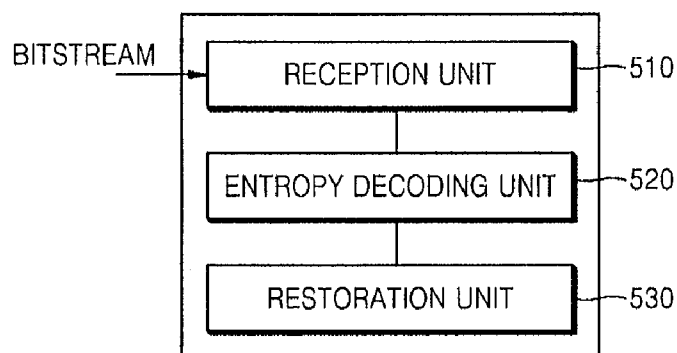 BITSTREAM
RECEPTION UNIT
510
ENTROPY DECODING UNIT
520
RESTORATION UNIT
530